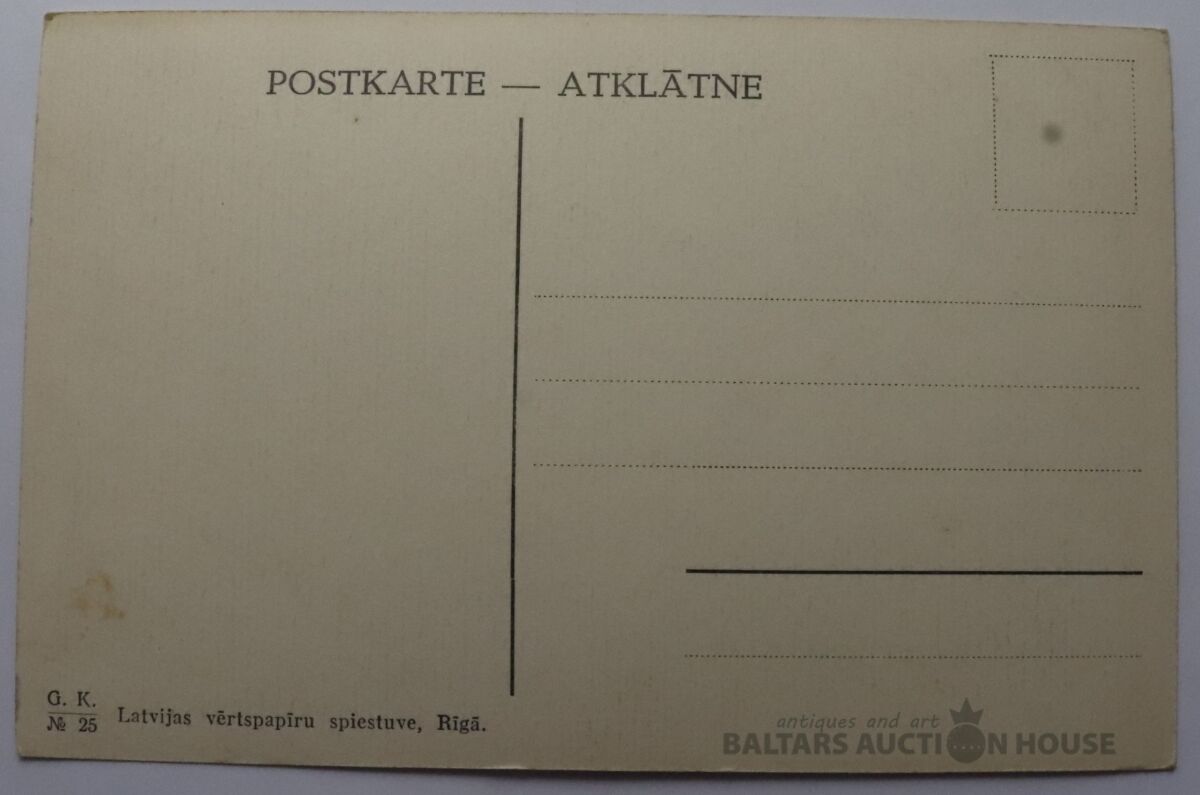 POSTKARTE — ATKLĀTNE
G. K.
№ 25
Latvijas vērtspapīru spiestuve, Rīgā.
antiques and art
BALTARS AUCTION HOUSE